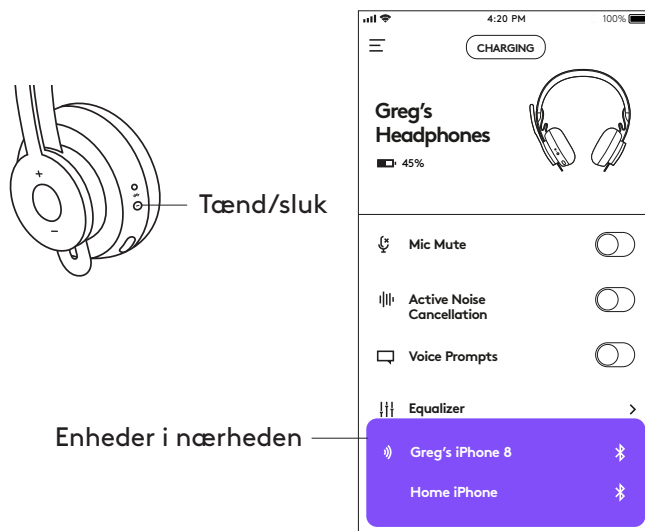 4:20 PM
100%
CHARGING
Greg's
Headphones
45%
Tænd/sluk
Mic Mute
Active Noise
Cancellation
Voice Prompts
Equalizer
Enheder i nærheden
Greg's iPhone 8
Home iPhone